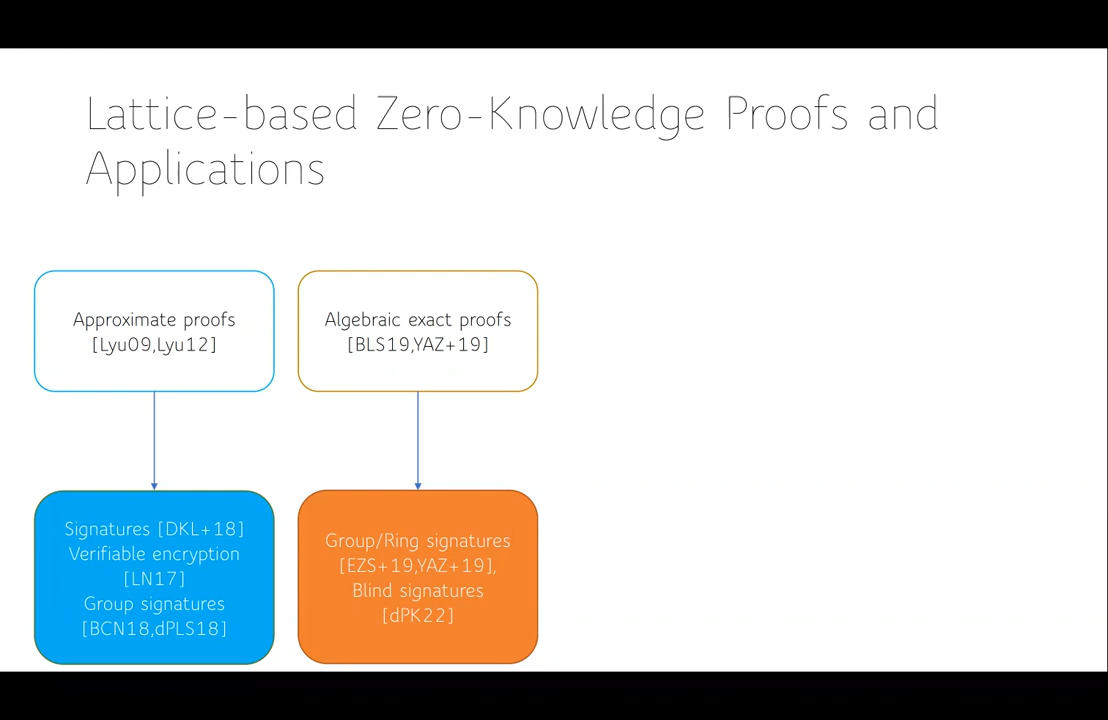 Lattice-based Zero-Knowledge Proofs and
Applications
Approximate proofs
[Lyu09,Lyu12]
Algebraic exact proofs
[BLS19,YAZ+19]
Signatures [DKL+18]
Verifiable encryption
[LN17]
Group signatures
[BCN18,dPLS18]
Group/Ring signatures
[EZS+19,YAZ+19],
Blind signatures
[dPK22]